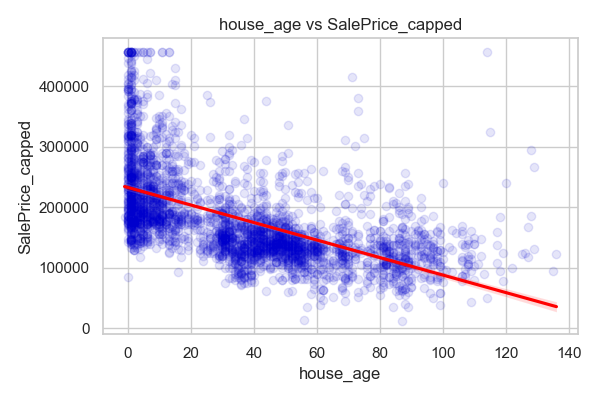 house_age vs SalePrice_capped
SalePrice_capped
400000
300000
200000
100000
0
0 20 40 60 80 100 120 140
house_age